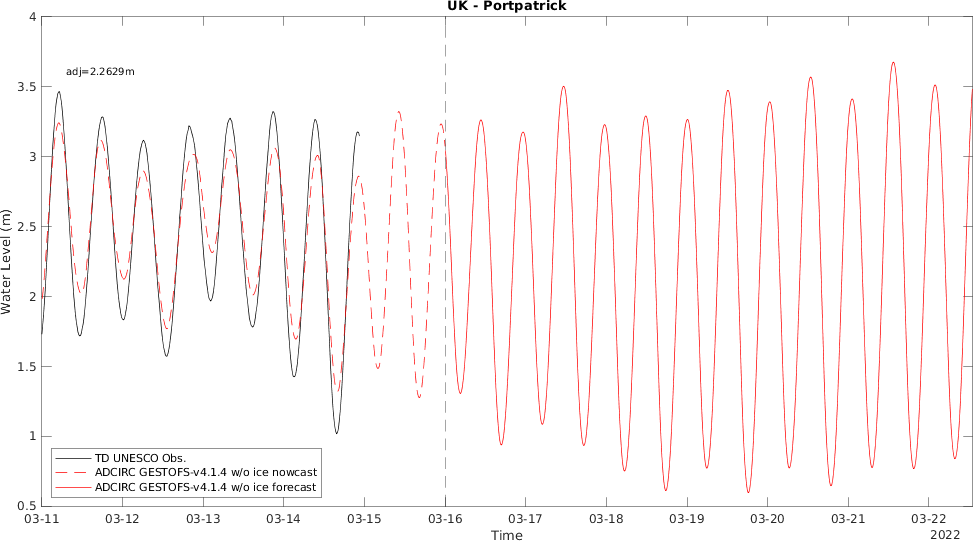 UK - Portpatrick
adj=2.2629m
4
3.5
3
2.5
2
1.5
1
0.5
Water Level (m)
TD UNESCO Obs.
ADCIRC GESTOFS-v4.1.4 w/o ice nowcast
ADCIRC GESTOFS-v4.1.4 w/o ice forecast
03-11 03-12 03-13 03-14 03-15 03-16 03-17 03-18 03-19 03-20 03-21 03-22
Time
2022